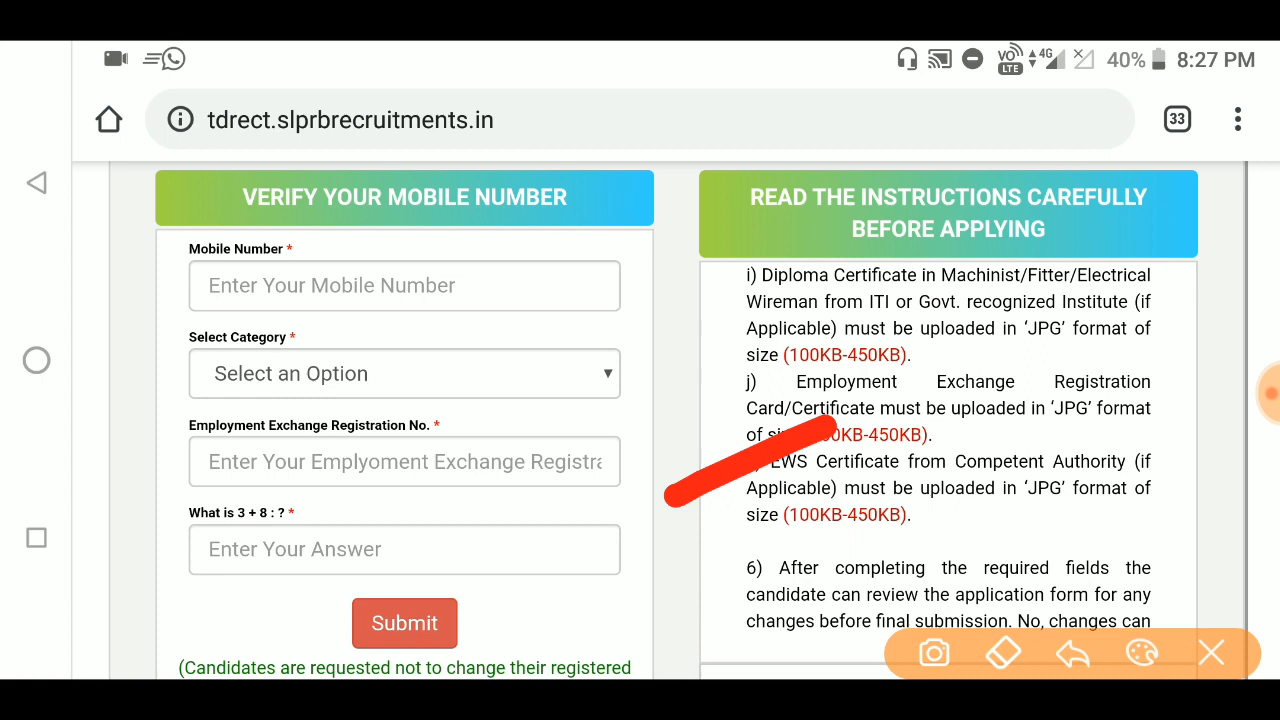 VO
LTE
4G
40%
8:27 PM
tdrect.slprbrecruitments.in
33
VERIFY YOUR MOBILE NUMBER
Mobile Number *
Enter Your Mobile Number
Select Category *
Select an Option
Employment Exchange Registration No. *
Enter Your Emplyoment Exchange Registra
What is 3 + 8 : ? *
Enter Your Answer
Submit
(Candidates are requested not to change their registered
READ THE INSTRUCTIONS CAREFULLY
BEFORE APPLYING
i) Diploma Certificate in Machinist/Fitter/Electrical
Wireman from ITI or Govt. recognized Institute (if
Applicable) must be uploaded in ‘JPG’ format of
size (100KB-450KB).
j) Employment Exchange Registration
Card/Certificate must be uploaded in ‘JPG’ format
of 0KB-450KB).
EWS Certificate from Competent Authority (if
Applicable) must be uploaded in ‘JPG’ format of
size (100KB-450KB).
6) After completing the required fields the
candidate can review the application form for any
changes before final submission. No, changes can